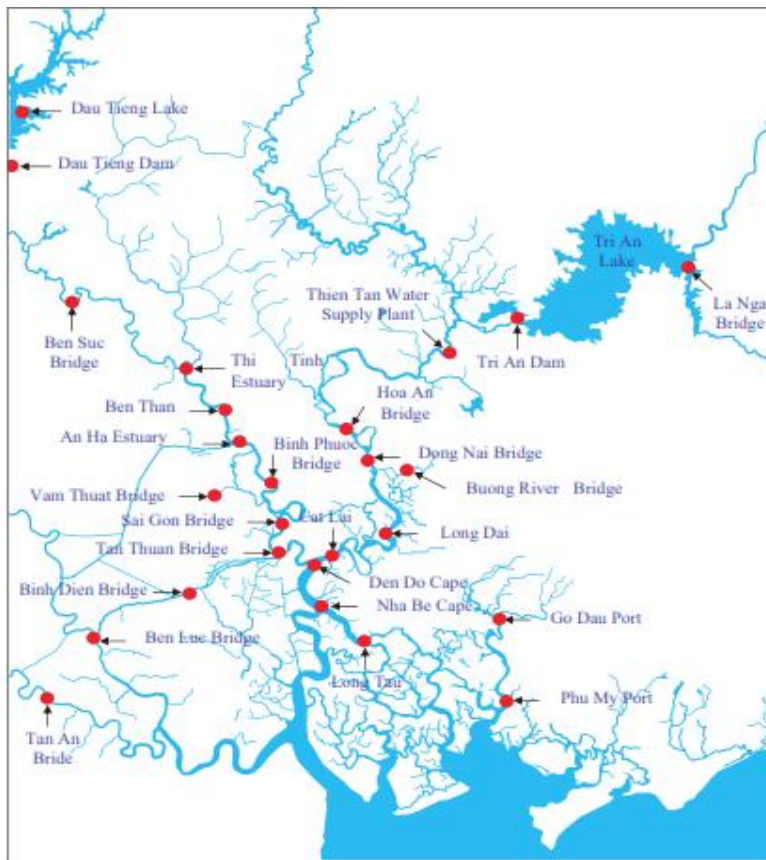 Dau Tieng Lake
Dau Tieng Dam
Tri An
Lake
Thien Tan Water
Supply Plant
La Nga
Bridge
Ben Suc
Bridge
Thi Tinh
Estuary
Tri An Dam
Hoa An
Bridge
Ben Than
An Ha Estuary
Binh Phuoc
Bridge
Dong Nai Bridge
Buong River Bridge
Vam Thuat Bridge
Sai Gon Bridge
Cat Lai
Long Dai
Tan Thuan Bridge
Den Do Cape
Binh Dien Bridge
Nha Be Cape
Go Dau Port
Ben Luc Bridge
Long Tau
Phu My Port
Tan An
Bride